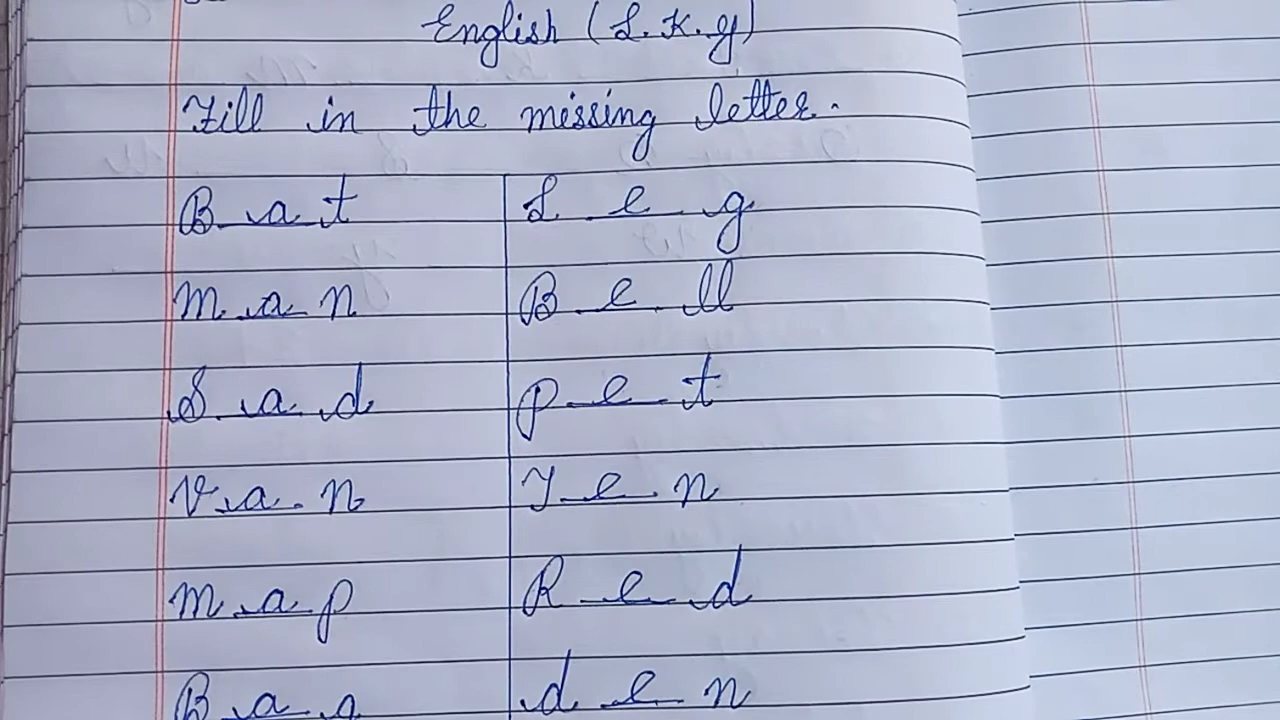 English (L.K.g)
Fill in the missing letter.
B a t L e g
m a n B e ll
S a d p e t
V a n T e n
m a p R e d
B a g d e n